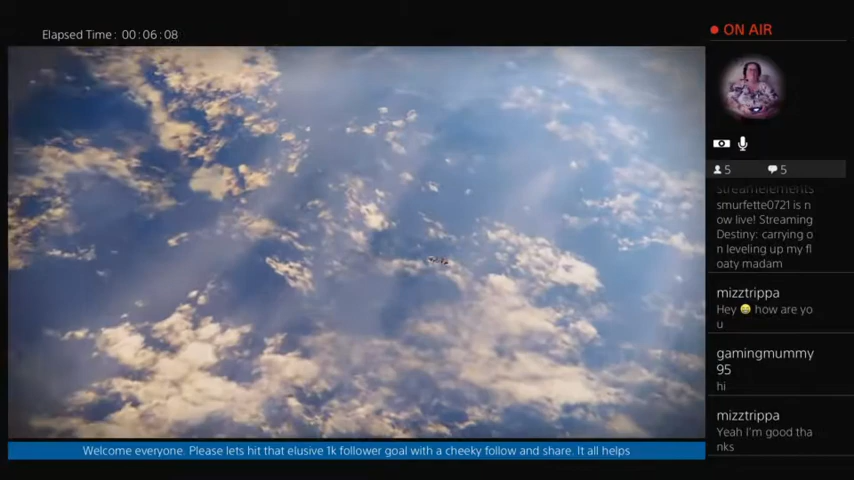 Elapsed Time: 00:06:08
ON AIR
5
5
streamelements
smurfette0721 is n
ow live! Streaming
Destiny: carrying o
n leveling up my fl
oaty madam
mizztrippa
Hey 😄 how are yo
u
gamingmummy
95
hi
mizztrippa
Yeah I'm good tha
nks
Welcome everyone. Please lets hit that elusive 1k follower goal with a cheeky follow and share. It all helps